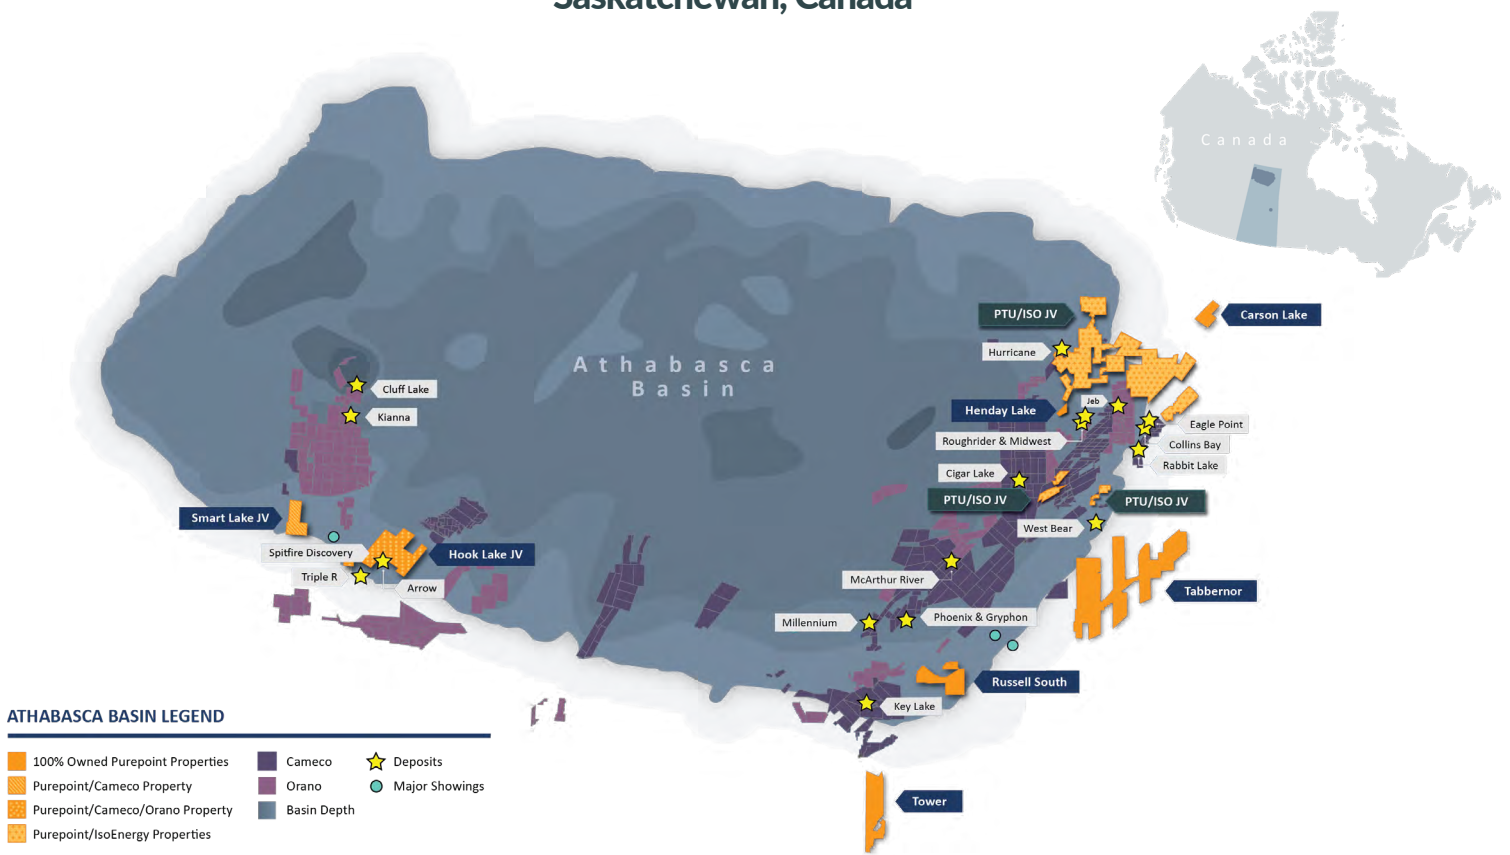 Saskatchewan, Canada
Canada
PTU/ISO JV
Carson Lake
Hurricane
Athabasca
Basin
Cluff Lake
Kianna
Jeb
Henday Lake
Eagle Point
Roughrider & Midwest
Collins Bay
Rabbit Lake
Cigar Lake
PTU/ISO JV
PTU/ISO JV
Smart Lake JV
West Bear
Spitfire Discovery
Hook Lake JV
Triple R
Arrow
McArthur River
Tabbernor
Millennium
Phoenix & Gryphon
Russell South
Key Lake
Tower
ATHABASCA BASIN LEGEND
100% Owned Purepoint Properties
Purepoint/Cameco Property
Purepoint/Cameco/Orano Property
Purepoint/IsoEnergy Properties
Cameco
Orano
Basin Depth
Deposits
Major Showings